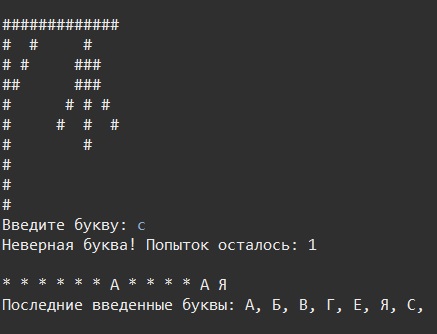 #############
#  #     #
# #     ###
##      ###
#      # # #
#     #  #  #
#        #
#
#
#
Введите букву: с
Неверная буква! Попыток осталось: 1
* * * * * * А * * * * А Я
Последние введенные буквы: А, Б, В, Г, Е, Я, С,